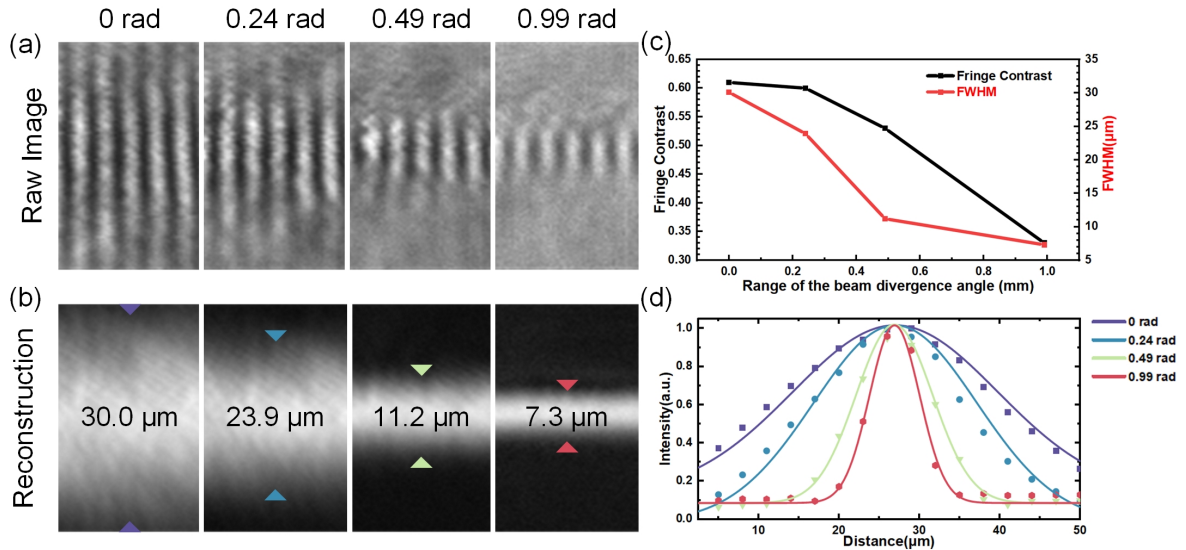 0 rad 0.24 rad 0.49 rad 0.99 rad
(a)
Raw Image
(b)
Reconstruction
30.0 µm 23.9 µm 11.2 µm 7.3 µm
(c)
0.65
0.60
0.55
0.50
0.45
0.40
0.35
0.30
Fringe Contrast
Fringe Contrast
FWHM
35
30
25
20
15
10
5
FWHM(µm)
0.0 0.2 0.4 0.6 0.8 1.0
Range of the beam divergence angle (mm)
(d)
1.0
0.8
0.6
0.4
0.2
0.0
Intensity(a.u.)
0 rad
0.24 rad
0.49 rad
0.99 rad
10 20 30 40 50
Distance(µm)